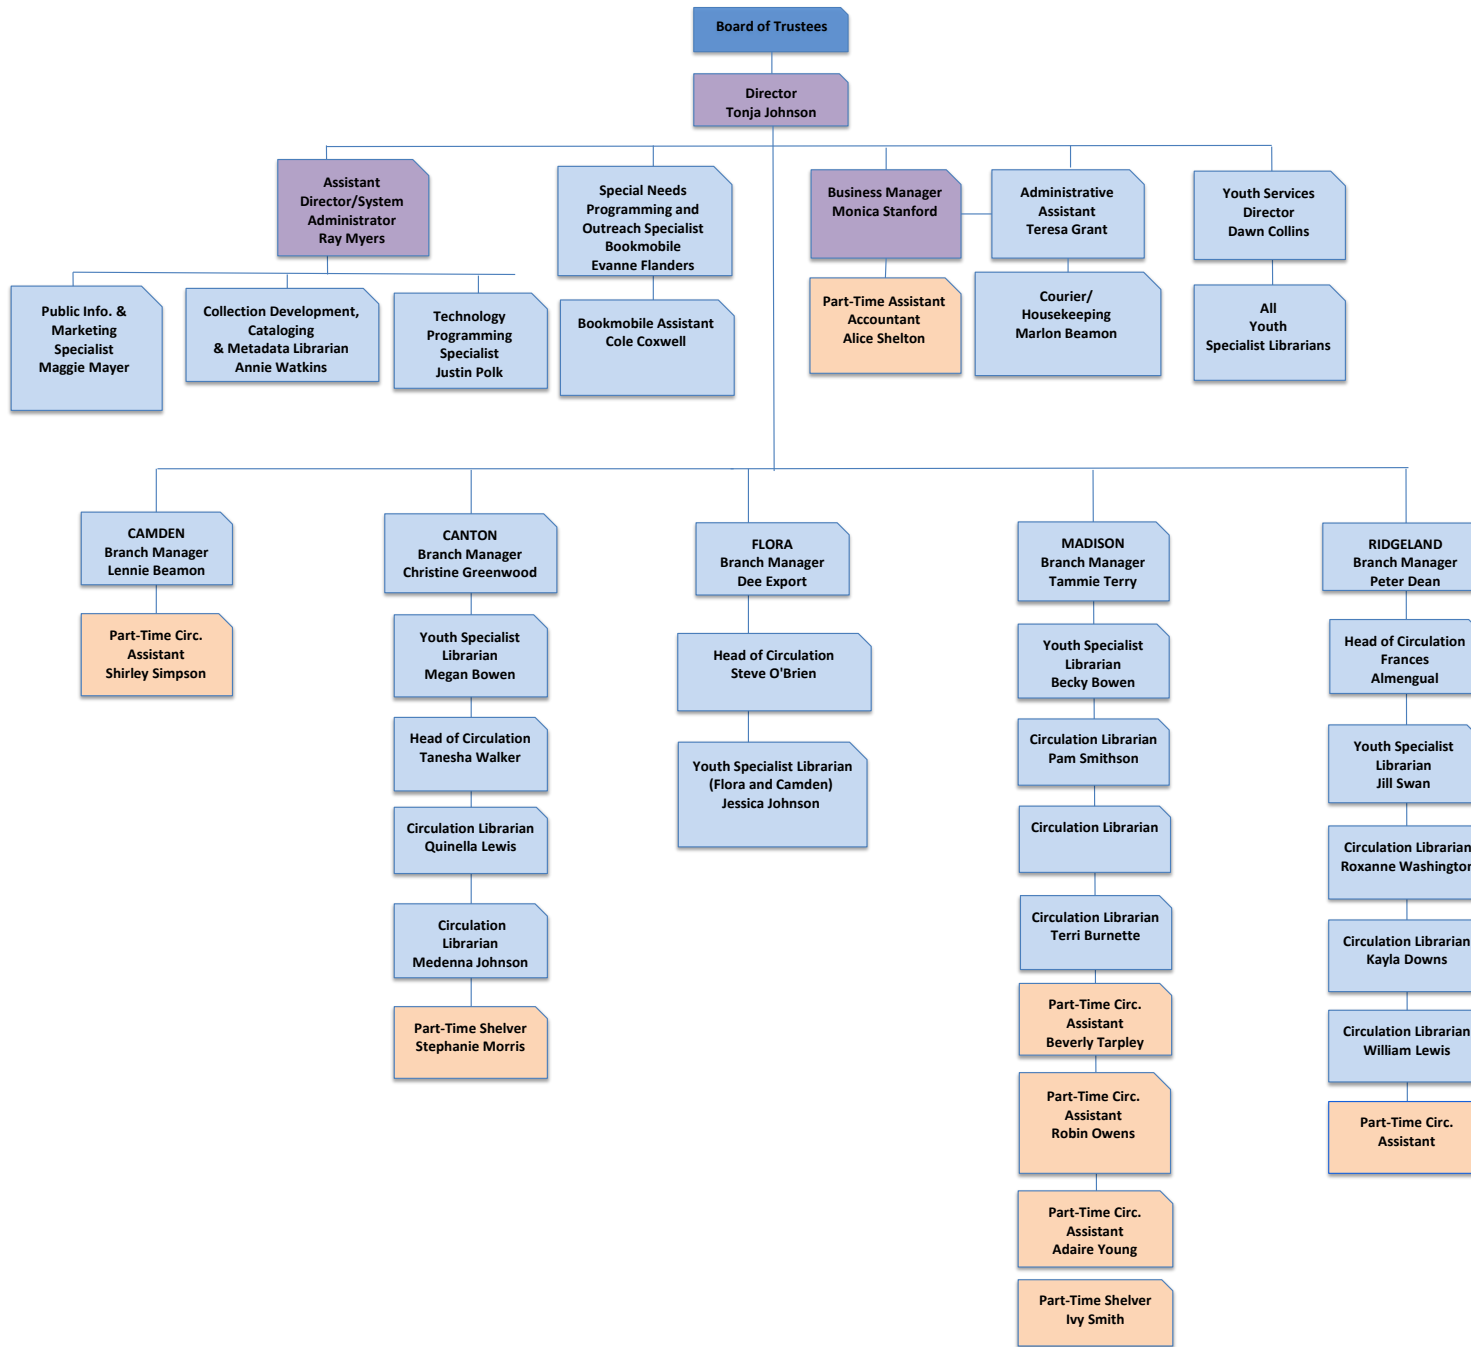 Board of Trustees
Director
Tonja Johnson
Assistant
Director/System
Administrator
Ray Myers
Special Needs
Programming and
Outreach Specialist
Bookmobile
Evanne Flanders
Business Manager
Monica Stanford
Administrative
Assistant
Teresa Grant
Youth Services
Director
Dawn Collins
Public Info. &
Marketing
Specialist
Maggie Mayer
Collection Development,
Cataloging
& Metadata Librarian
Annie Watkins
Technology
Programming
Specialist
Justin Polk
Bookmobile Assistant
Cole Coxwell
Part-Time Assistant
Accountant
Alice Shelton
Courier/
Housekeeping
Marlon Beamon
All
Youth
Specialist Librarians
CAMDEN
Branch Manager
Lennie Beamon
Part-Time Circ.
Assistant
Shirley Simpson
CANTON
Branch Manager
Christine Greenwood
Youth Specialist
Librarian
Megan Bowen
Head of Circulation
Tanesha Walker
Circulation Librarian
Quinella Lewis
Circulation
Librarian
Medenna Johnson
Part-Time Shelver
Stephanie Morris
FLORA
Branch Manager
Dee Export
Head of Circulation
Steve O'Brien
Youth Specialist Librarian
(Flora and Camden)
Jessica Johnson
MADISON
Branch Manager
Tammie Terry
Youth Specialist
Librarian
Becky Bowen
Circulation Librarian
Pam Smithson
Circulation Librarian
Circulation Librarian
Terri Burnette
Part-Time Circ.
Assistant
Beverly Tarpley
Part-Time Circ.
Assistant
Robin Owens
Part-Time Circ.
Assistant
Adaire Young
Part-Time Shelver
Ivy Smith
RIDGELAND
Branch Manager
Peter Dean
Head of Circulation
Frances
Almengual
Youth Specialist
Librarian
Jill Swan
Circulation Librarian
Roxanne Washington
Circulation Librarian
Kayla Downs
Circulation Librarian
William Lewis
Part-Time Circ.
Assistant